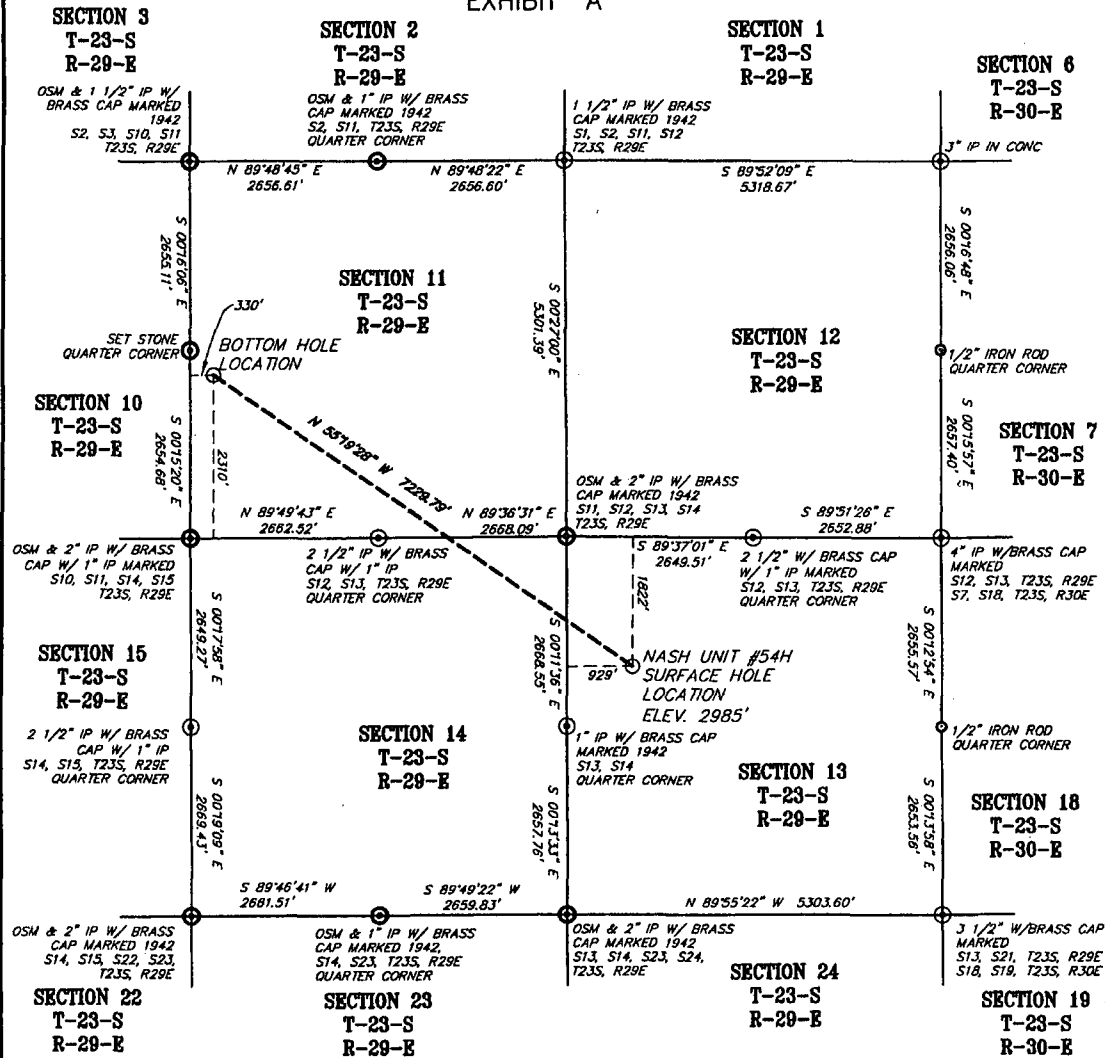 EXHIBIT "A"
SECTION 3
T-23-S
R-29-E
SECTION 2
T-23-S
R-29-E
SECTION 1
T-23-S
R-29-E
SECTION 6
T-23-S
R-30-E
OSM & 1 1/2" IP W/
BRASS CAP MARKED
1942
S2, S3, S10, S11
T23S, R29E
OSM & 1" IP W/ BRASS
CAP MARKED 1942
S2, S11, T23S, R29E
QUARTER CORNER
1 1/2" IP W/ BRASS
CAP MARKED 1942
S1, S2, S11, S12
T23S, R29E
3" IP IN CONC
N 89°48'45" E
2656.61'
N 89°48'22" E
2656.60'
S 89°52'09" E
5318.67'
S 00°16'06" E
2655.11'
S 00°27'00" E
5301.39'
S 00°16'48" E
2656.06'
SECTION 11
T-23-S
R-29-E
330'
SET STONE
QUARTER CORNER
BOTTOM HOLE
LOCATION
SECTION 12
T-23-S
R-29-E
1/2" IRON ROD
QUARTER CORNER
SECTION 10
T-23-S
R-29-E
S 00°15'20" E
2654.68'
2310'
N 55°19'28" W 7229.79'
S 00°15'57" E
2657.40'
SECTION 7
T-23-S
R-30-E
N 89°49'43" E
2662.52'
N 89°36'31" E
2668.09'
OSM & 2" IP W/ BRASS
CAP MARKED 1942
S11, S12, S13, S14
T23S, R29E
S 89°37'01" E
2649.51'
S 89°51'26" E
2652.88'
OSM & 2" IP W/ BRASS
CAP W/ 1" IP MARKED
S10, S11, S14, S15
T23S, R29E
2 1/2" IP W/ BRASS
CAP W/ 1" IP
S12, S13, T23S, R29E
QUARTER CORNER
2 1/2" W/ BRASS CAP
W/ 1" IP MARKED
S12, S13, T23S, R29E
QUARTER CORNER
4" IP W/BRASS CAP
MARKED
S12, S13, T23S, R29E
S7, S18, T23S, R30E
1822'
929'
NASH UNIT #54H
SURFACE HOLE
LOCATION
ELEV. 2985'
S 00°17'58" E
2649.27'
S 00°11'36" E
2668.55'
S 00°12'54" E
2655.57'
SECTION 15
T-23-S
R-29-E
2 1/2" IP W/ BRASS
CAP W/ 1" IP
S14, S15, T23S, R29E
QUARTER CORNER
SECTION 14
T-23-S
R-29-E
1" IP W/ BRASS CAP
MARKED 1942
S13, S14
QUARTER CORNER
1/2" IRON ROD
QUARTER CORNER
SECTION 13
T-23-S
R-29-E
SECTION 18
T-23-S
R-30-E
S 00°19'09" E
2669.43'
S 00°13'33" E
2657.76'
S 00°13'58" E
2653.56'
S 89°46'41" W
2681.51'
S 89°49'22" W
2659.83'
N 89°55'22" W 5303.60'
OSM & 2" IP W/ BRASS
CAP MARKED 1942
S14, S15, S22, S23,
T23S, R29E
OSM & 1" IP W/ BRASS
CAP MARKED 1942,
S14, S23, T23S, R29E
QUARTER CORNER
OSM & 2" IP W/ BRASS
CAP MARKED 1942
S13, S14, S23, S24,
T23S, R29E
3 1/2" W/BRASS CAP
MARKED
S13, S21, T23S, R29E
S18, S19, T23S, R30E
SECTION 22
T-23-S
R-29-E
SECTION 23
T-23-S
R-29-E
SECTION 24
T-23-S
R-29-E
SECTION 19
T-23-S
R-30-E